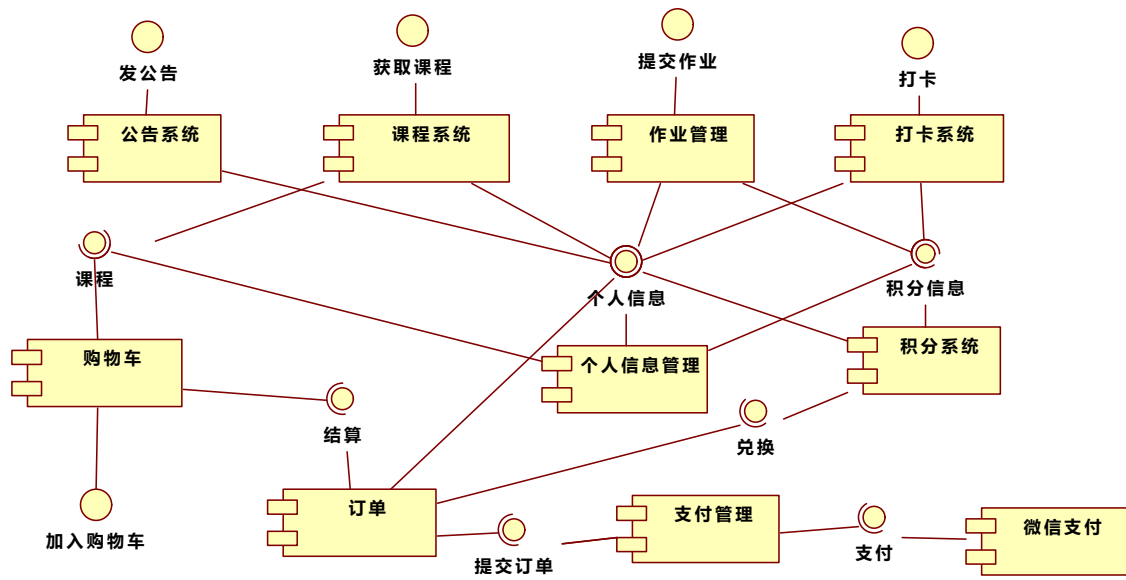 发公告
获取课程
提交作业
打卡
公告系统
课程系统
作业管理
打卡系统
课程
个人信息
积分信息
购物车
个人信息管理
积分系统
结算
兑换
订单
支付管理
微信支付
加入购物车
提交订单
支付